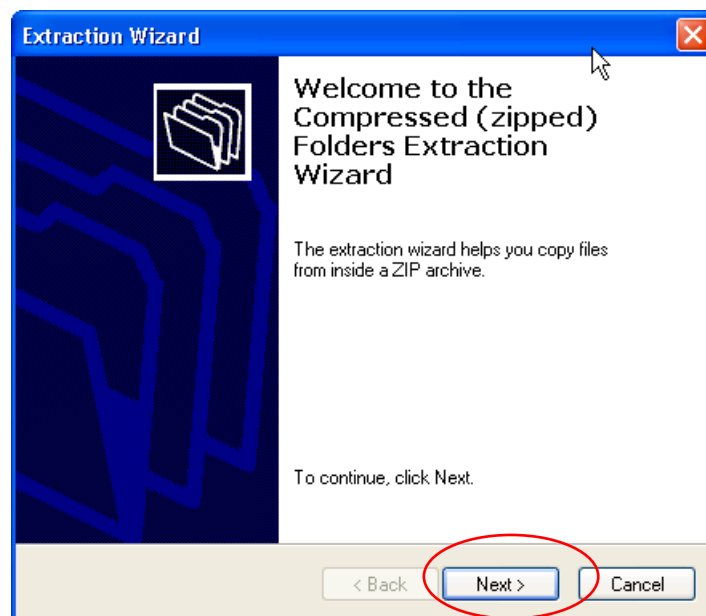 Extraction Wizard
Welcome to the
Compressed (zipped)
Folders Extraction
Wizard
The extraction wizard helps you copy files
from inside a ZIP archive.
To continue, click Next.
< Back Next > Cancel